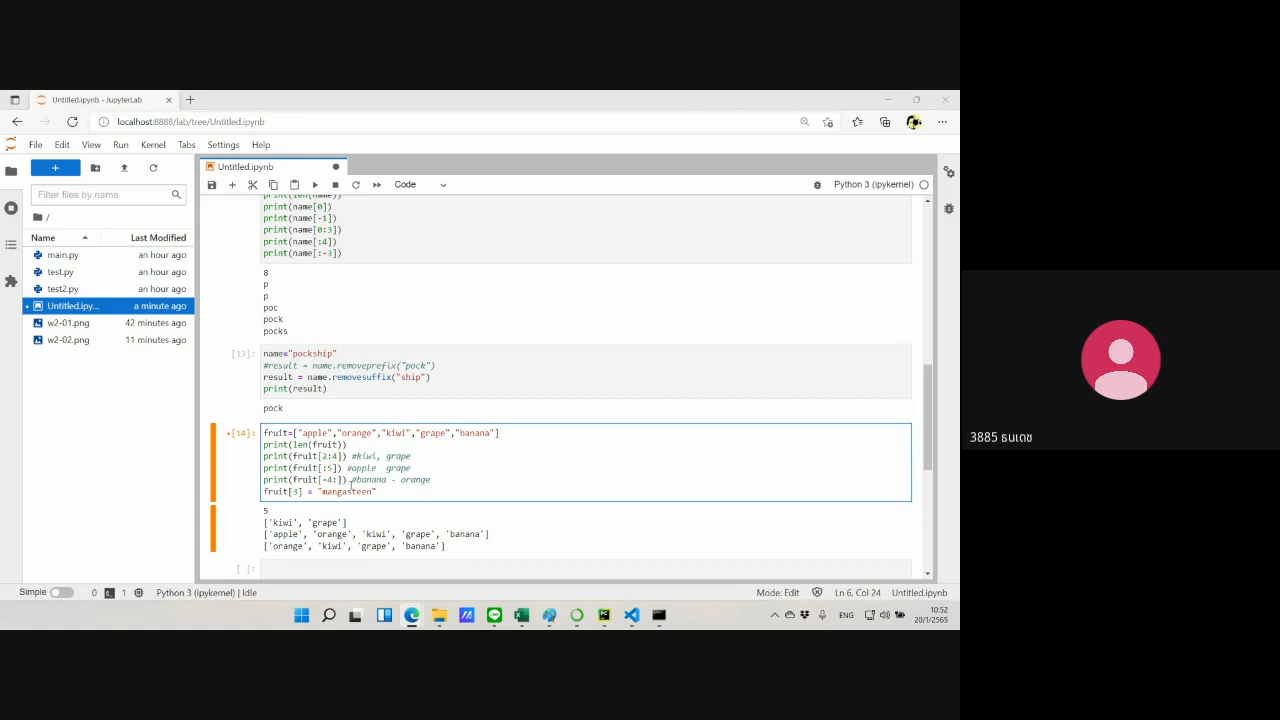 Untitled.ipynb - JupyterLab
localhost:8888/lab/tree/Untitled.ipynb
File Edit View Run Kernel Tabs Settings Help
Untitled.ipynb
Filter files by name
Code
Python 3 (ipykernel)
/
Name Last Modified
main.py an hour ago
test.py an hour ago
test2.py an hour ago
Untitled.ipy... a minute ago
w2-01.png 42 minutes ago
w2-02.png 11 minutes ago
print(len(name))
print(name[0])
print(name[-1])
print(name[0:3])
print(name[:4])
print(name[:-3])
8
p
p
poc
pock
pocks
[13]: name="pockship"
#result = name.removeprefix("pock")
result = name.removesuffix("ship")
print(result)
pock
[14]: fruit=["apple","orange","kiwi","grape","banana"]
print(len(fruit))
print(fruit[2:4]) #kiwi, grape
print(fruit[:5]) #apple grape
print(fruit[-4:]) #banana - orange
fruit[3] = "mangasteen"
5
['kiwi', 'grape']
['apple', 'orange', 'kiwi', 'grape', 'banana']
['orange', 'kiwi', 'grape', 'banana']
[ ]:
Simple 0 1 Python 3 (ipykernel) | Idle
Mode: Edit Ln 6, Col 24 Untitled.ipynb
ENG
10:52
20/1/2565
3885 ธนเดช